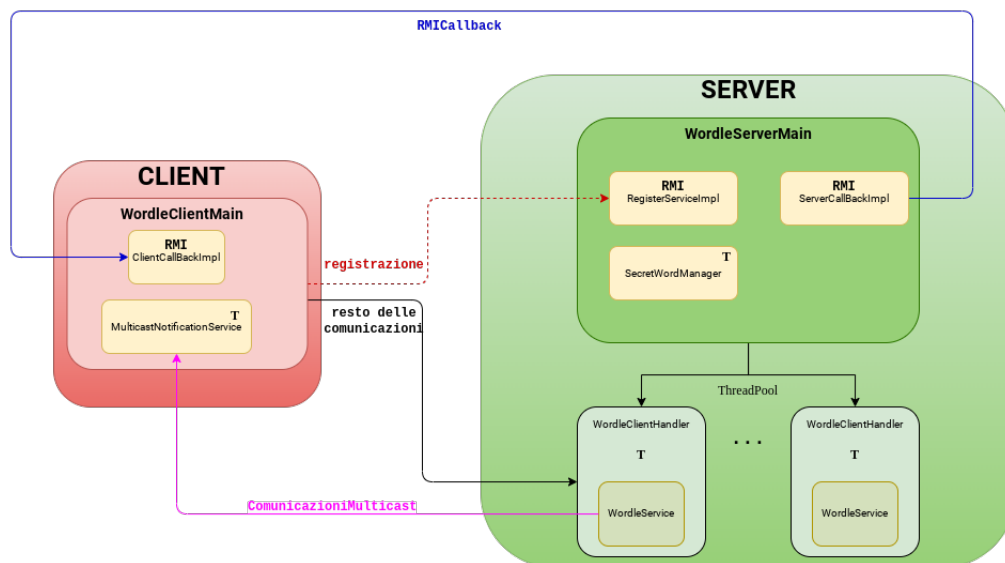 RMICallback
SERVER
WordleServerMain
RMI
RegisterServiceImpl
RMI
ServerCallBackImpl
T
SecretWordManager
CLIENT
WordleClientMain
RMI
ClientCallBackImpl
T
MulticastNotificationService
registrazione
resto delle
comunicazioni
ThreadPool
WordleClientHandler
T
WordleService
. . .
WordleClientHandler
T
WordleService
ComunicazioniMulticast